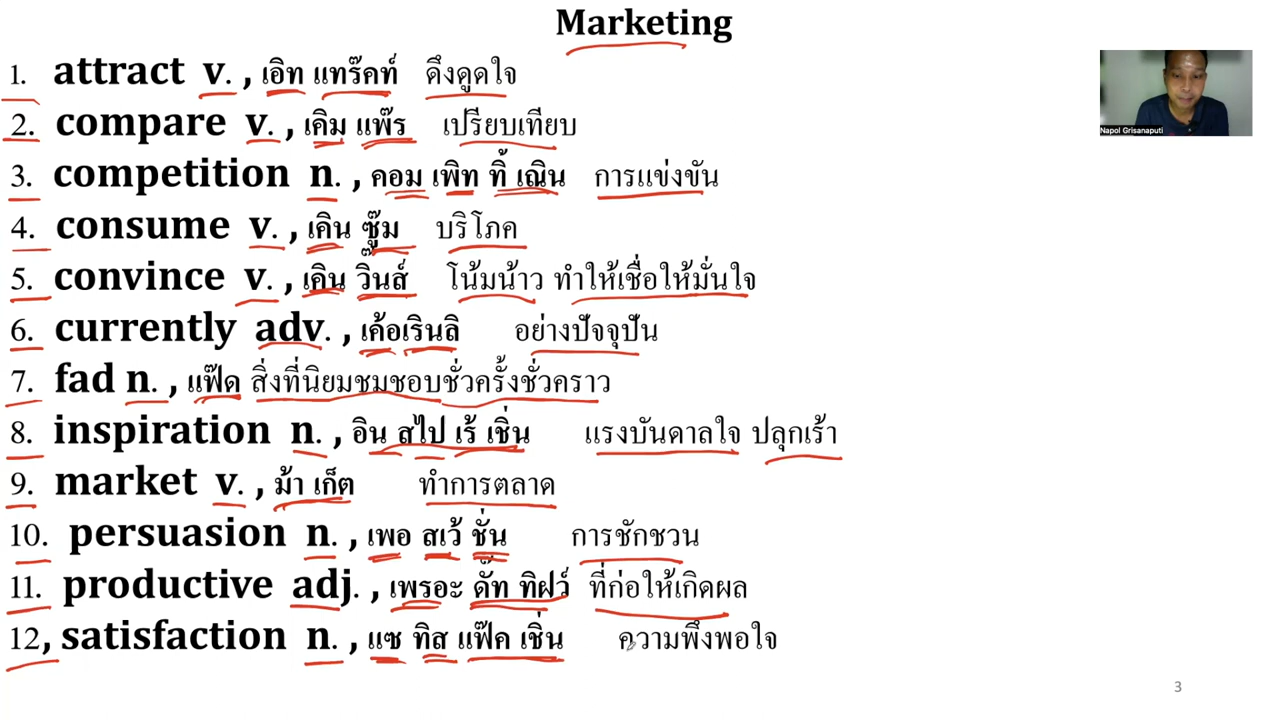 Marketing
1. attract v. , เอิท แทร๊คท์ ดึงดูดใจ
2. compare v. , เคิม แพ๊ร เปรียบเทียบ
3. competition n. , คอม เพิท ทิ้ เฌิน การแข่งขัน
4. consume v. , เคิน ซู๊ม บริโภค
5. convince v. , เคิน วิ๊นส์ โน้มน้าว ทำให้เชื่อให้มั่นใจ
6. currently adv. , เค้อเรินลิ อย่างปัจจุปัน
7. fad n. , แฟ๊ด สิ่งที่นิยมชมชอบชั่วครั้งชั่วคราว
8. inspiration n. , อิน สไป เร้ เชิ่น แรงบันดาลใจ ปลุกเร้า
9. market v. , ม้า เก็ต ทำการตลาด
10. persuasion n. , เพอ สเว้ ชั่น การชักชวน
11. productive adj. , เพรอะ ดั๊ท ทิฝว์ ที่ก่อให้เกิดผล
12, satisfaction n. , แซ ทิส แฟ๊ค เชิ่น ความพึงพอใจ
Napol Grisanaputi
3